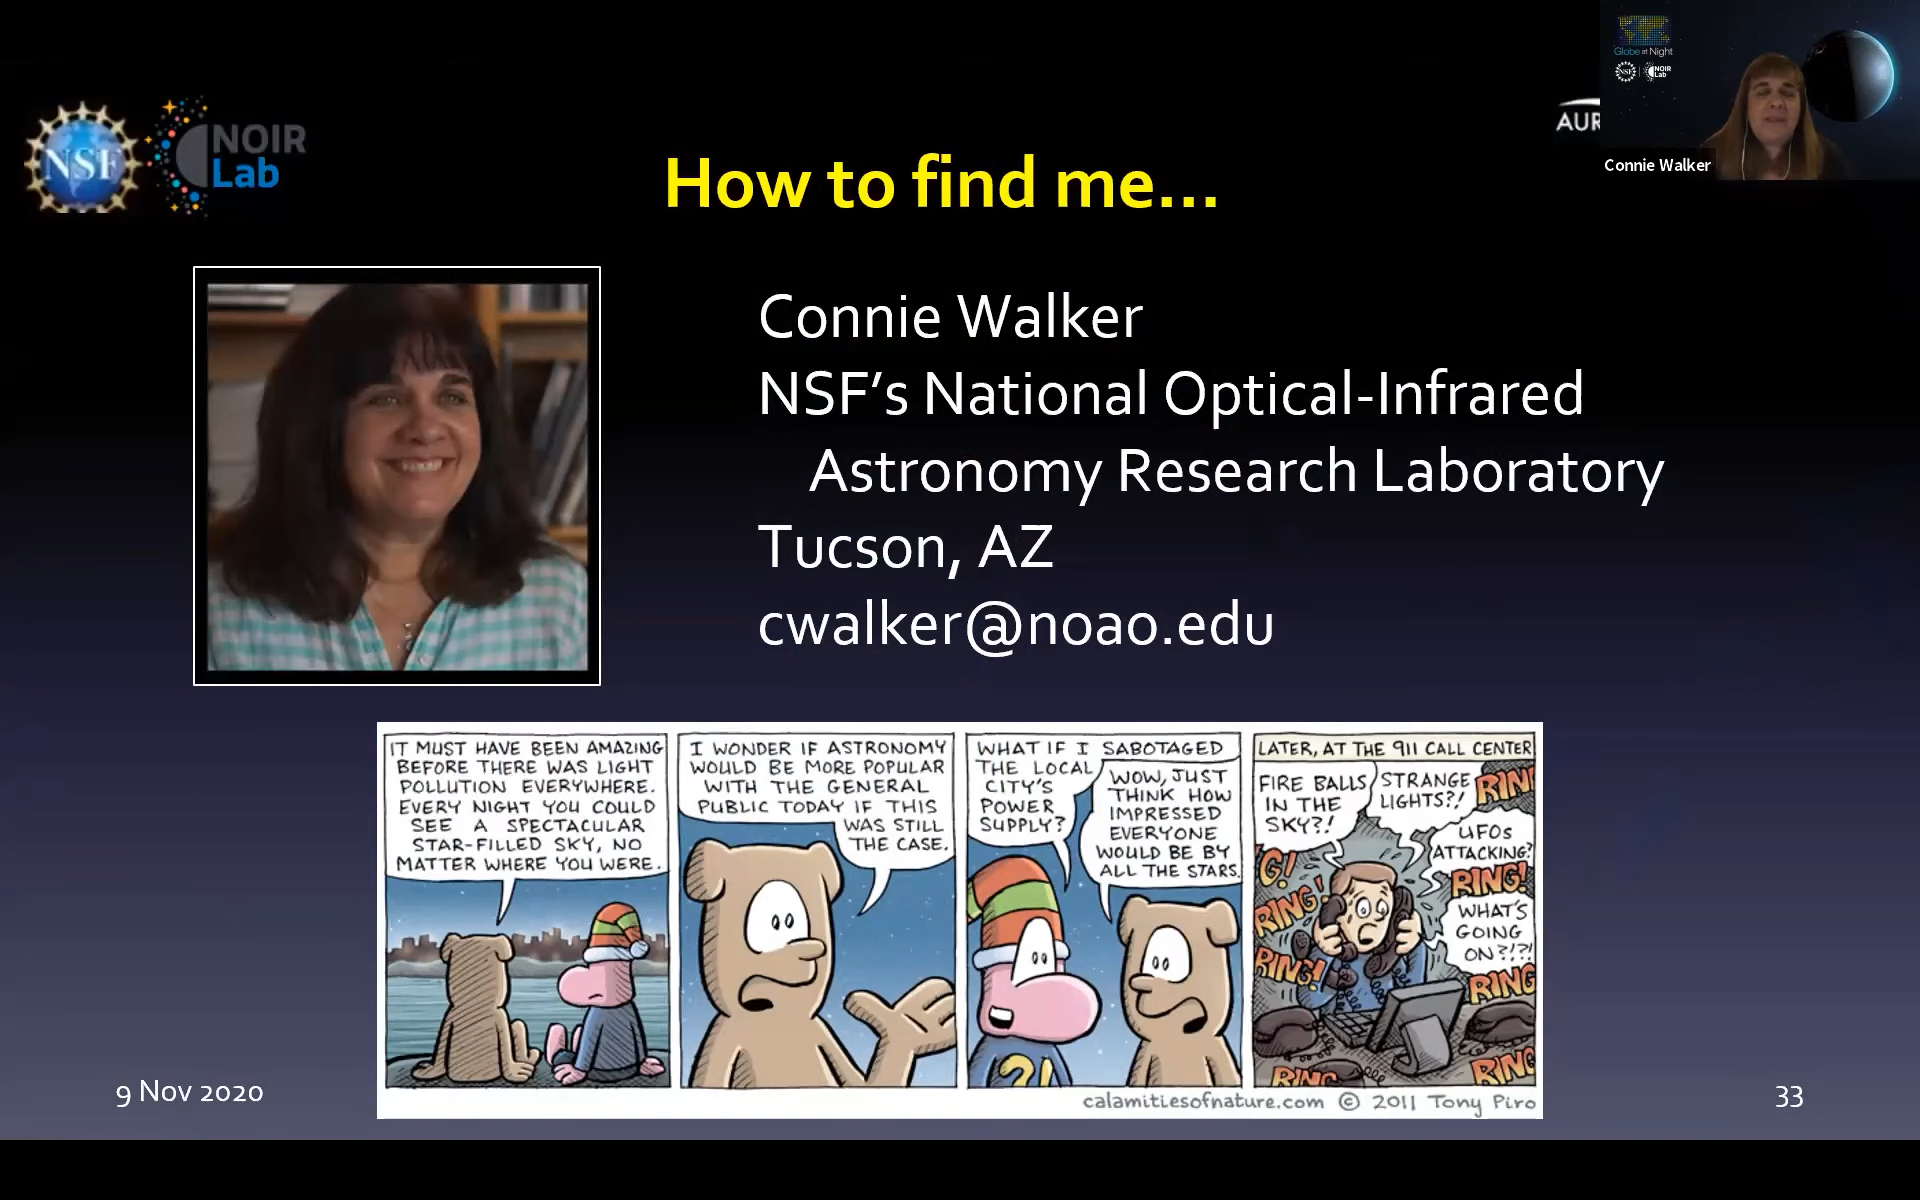 Globe at Night
NSF
NOIR
Lab
NSF
NOIR
Lab
AUR
Connie Walker
How to find me...
Connie Walker
NSF’s National Optical-Infrared
Astronomy Research Laboratory
Tucson, AZ
cwalker@noao.edu
IT MUST HAVE BEEN AMAZING
BEFORE THERE WAS LIGHT
POLLUTION EVERYWHERE.
EVERY NIGHT YOU COULD
SEE A SPECTACULAR
STAR-FILLED SKY, NO
MATTER WHERE YOU WERE.
I WONDER IF ASTRONOMY
WOULD BE MORE POPULAR
WITH THE GENERAL
PUBLIC TODAY IF THIS
WAS STILL
THE CASE.
WHAT IF I SABOTAGED
THE LOCAL
CITY'S
POWER
SUPPLY?
WOW, JUST
THINK HOW
IMPRESSED
EVERYONE
WOULD BE BY
ALL THE STARS.
?!
LATER, AT THE 911 CALL CENTER
FIRE BALLS
IN THE
SKY?!
STRANGE
LIGHTS?!
RING
UFOs
ATTACKING?
G!
RING!
RING!
WHAT'S
GOING
ON?!?!
RING!
RING
RING
RING
calamitiesofnature.com © 2011 Tony Piro
9 Nov 2020
33